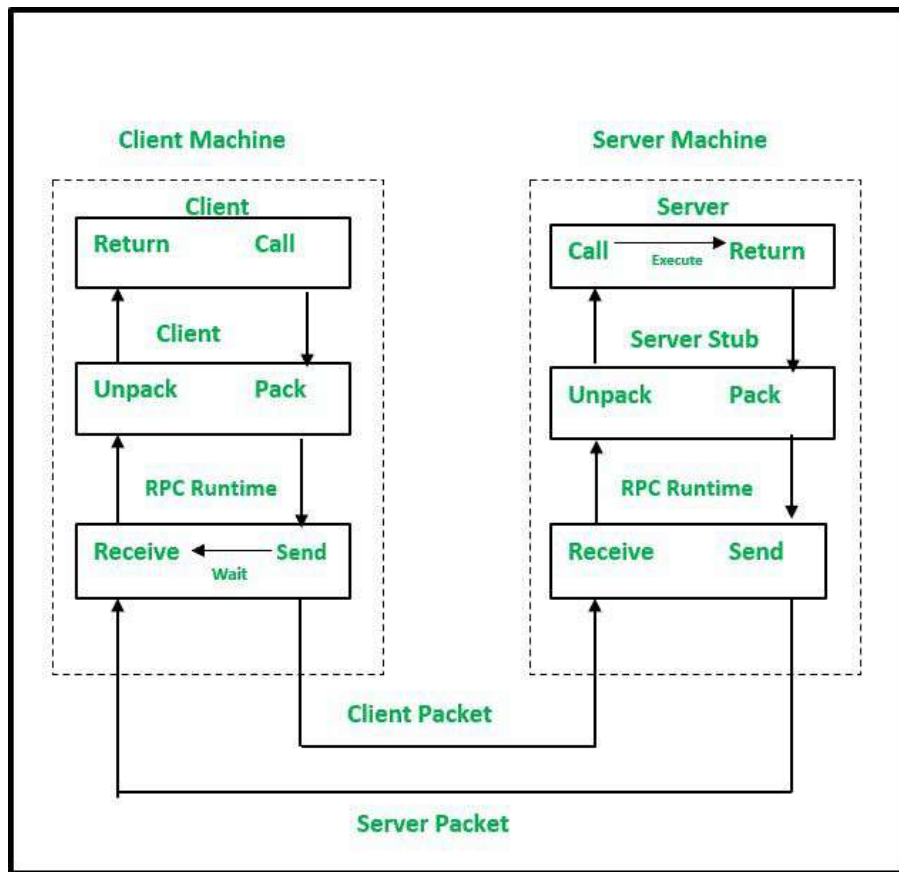 Client Machine
Server Machine
Client
Return Call
Client
Unpack Pack
RPC Runtime
Receive Send
Wait
Server
Call Execute Return
Server Stub
Unpack Pack
RPC Runtime
Receive Send
Client Packet
Server Packet